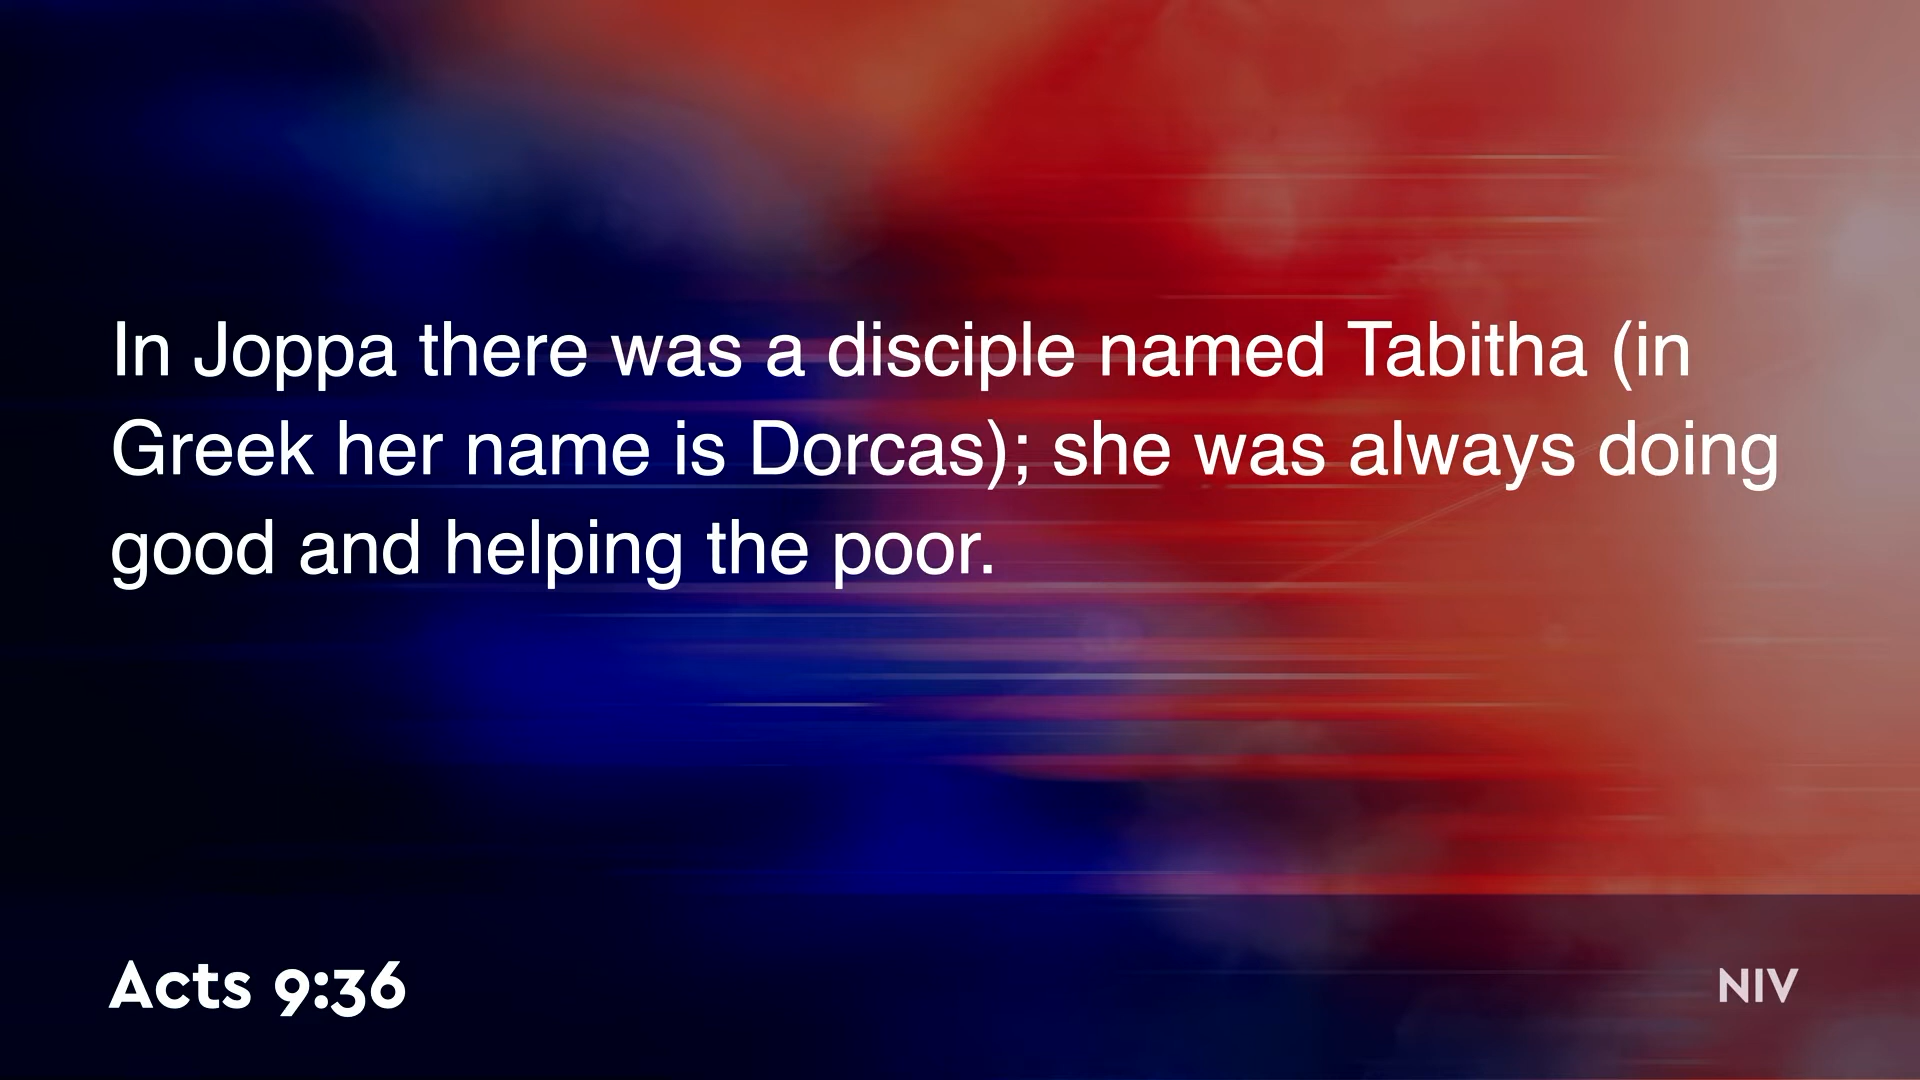 In Joppa there was a disciple named Tabitha (in
Greek her name is Dorcas); she was always doing
good and helping the poor.
Acts 9:36
NIV